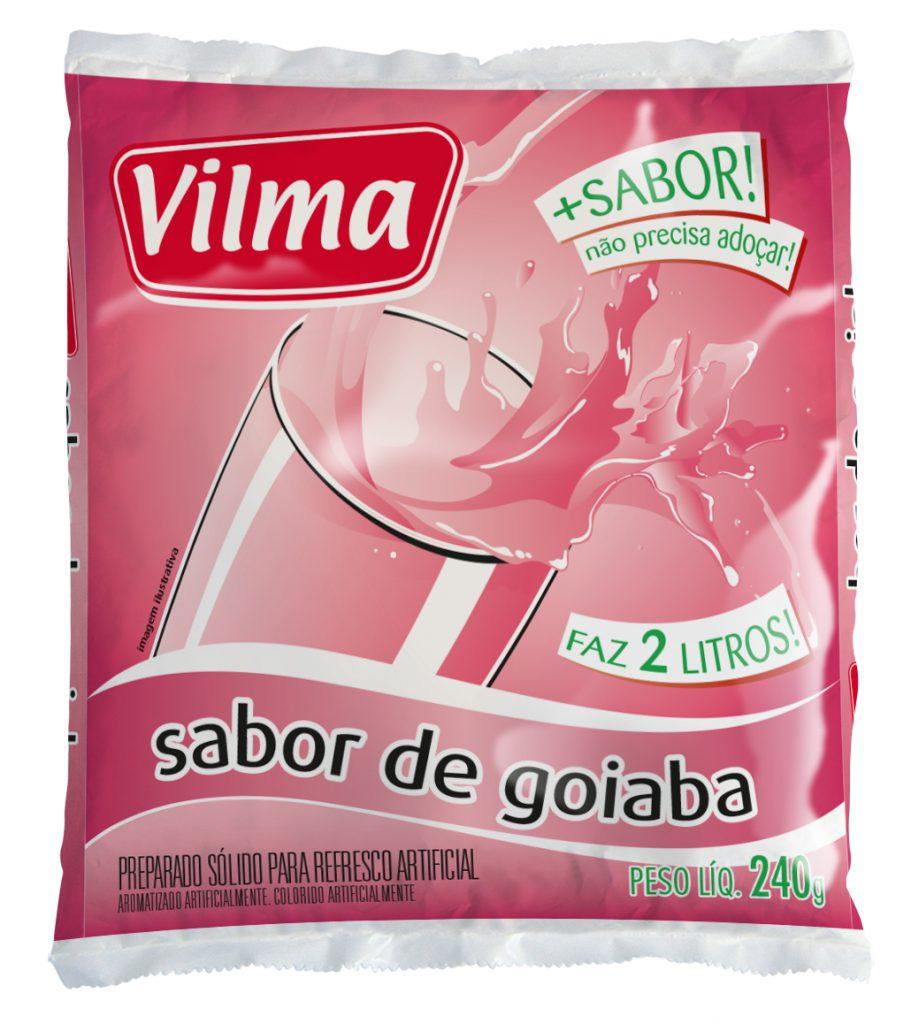 Vilma
+SABOR!
não precisa adoçar!
imagem ilustrativa
FAZ 2 LITROS!
sabor de goiaba
PREPARADO SÓLIDO PARA REFRESCO ARTIFICIAL
AROMATIZADO ARTIFICIALMENTE. COLORIDO ARTIFICIALMENTE
PESO LÍQ. 240g